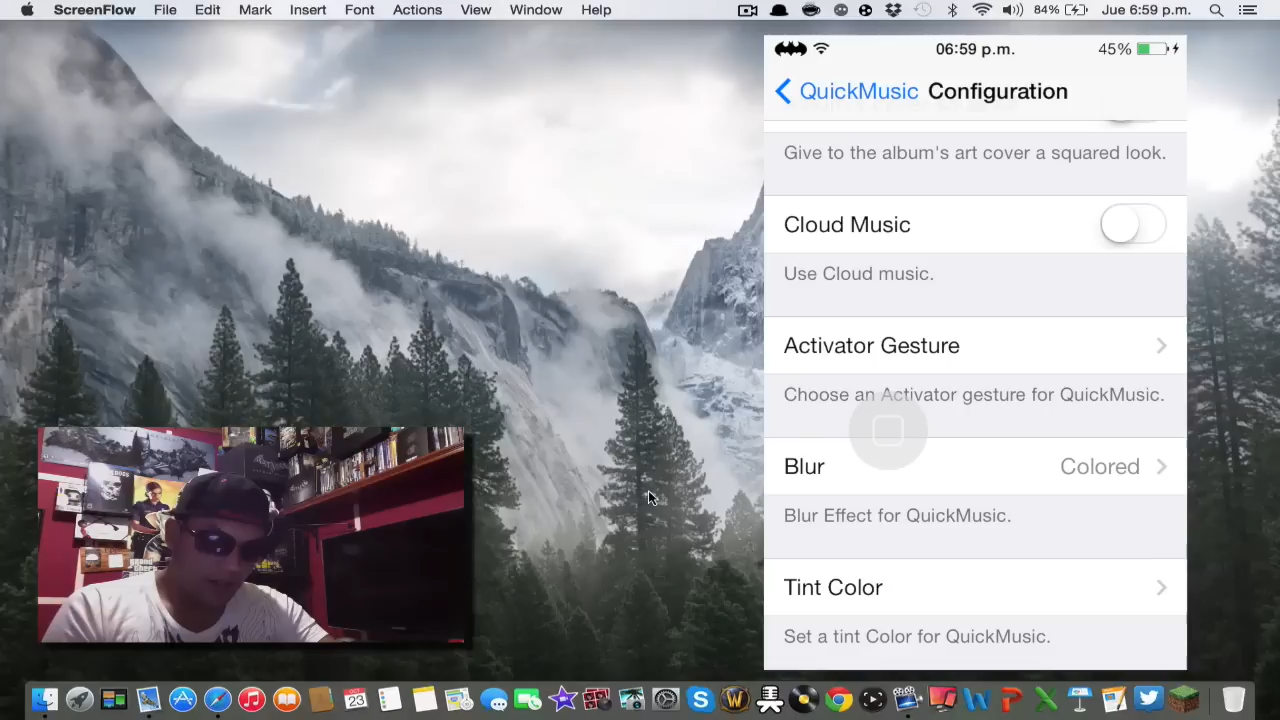 ScreenFlow File Edit Mark Insert Font Actions View Window Help 84% Jue 6:59 p.m.
06:59 p.m. 45%
QuickMusic Configuration
Give to the album's art cover a squared look.
Cloud Music
Use Cloud music.
Activator Gesture
Choose an Activator gesture for QuickMusic.
Blur Colored
Blur Effect for QuickMusic.
Tint Color
Set a tint Color for QuickMusic.
OCT
23